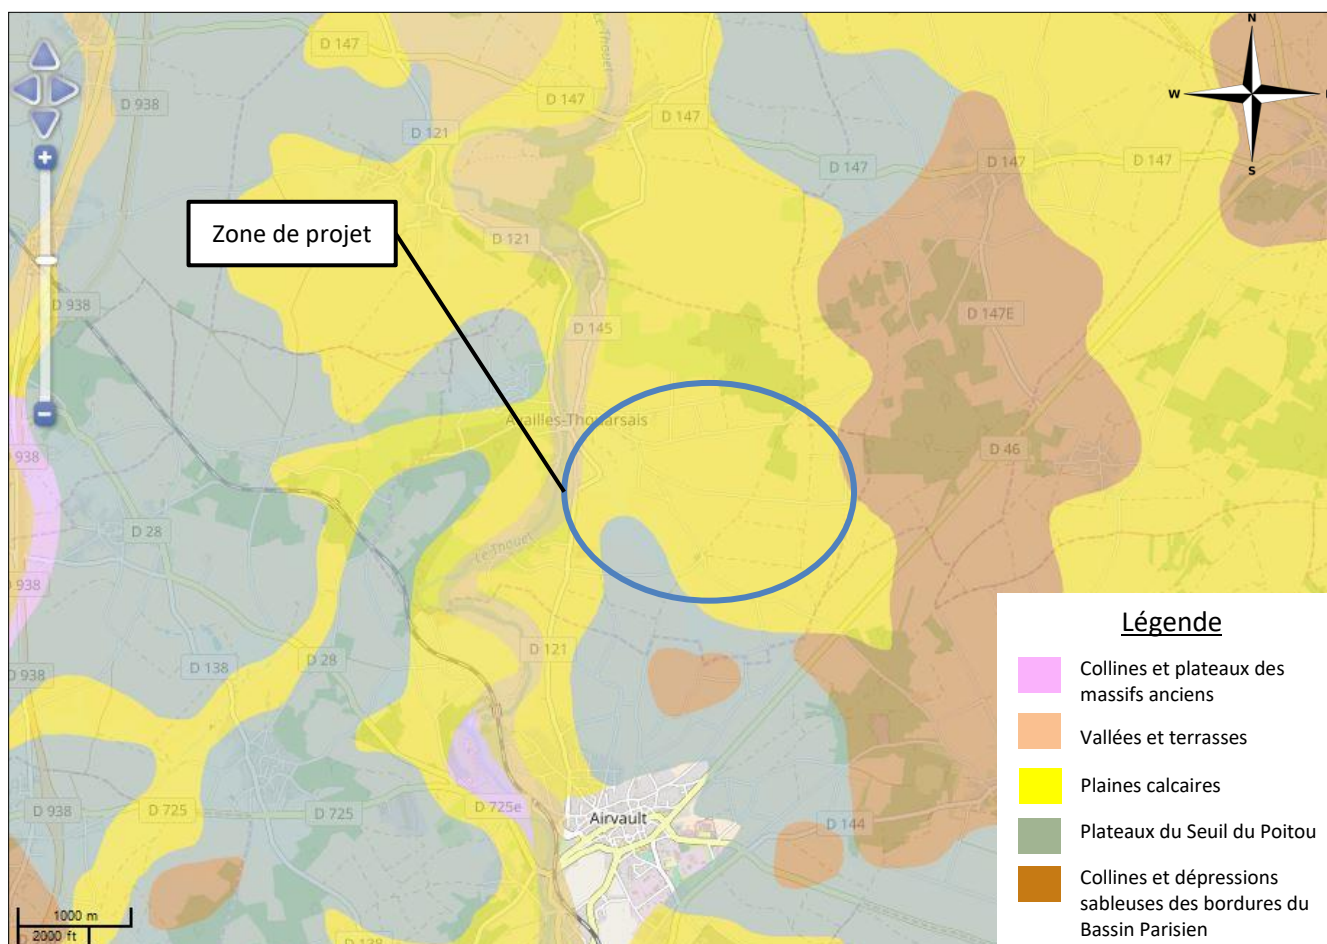 D 147
D 147
D 147
D 938
D 121
D 147
D 147
D 147
N
W
S
Le Thouet
Zone de projet
D 121
D 938
D 145
D 147E
Availles-Thouarsais
D 46
938
D 28
Le Thouet
938
D 121
D 138
D 28
D 938
D 725e
D 938
D 725
D 725
Airvault
D 144
D 138
1000 m
2000 ft
Légende
Collines et plateaux des
massifs anciens
Vallées et terrasses
Plaines calcaires
Plateaux du Seuil du Poitou
Collines et dépressions
sableuses des bordures du
Bassin Parisien